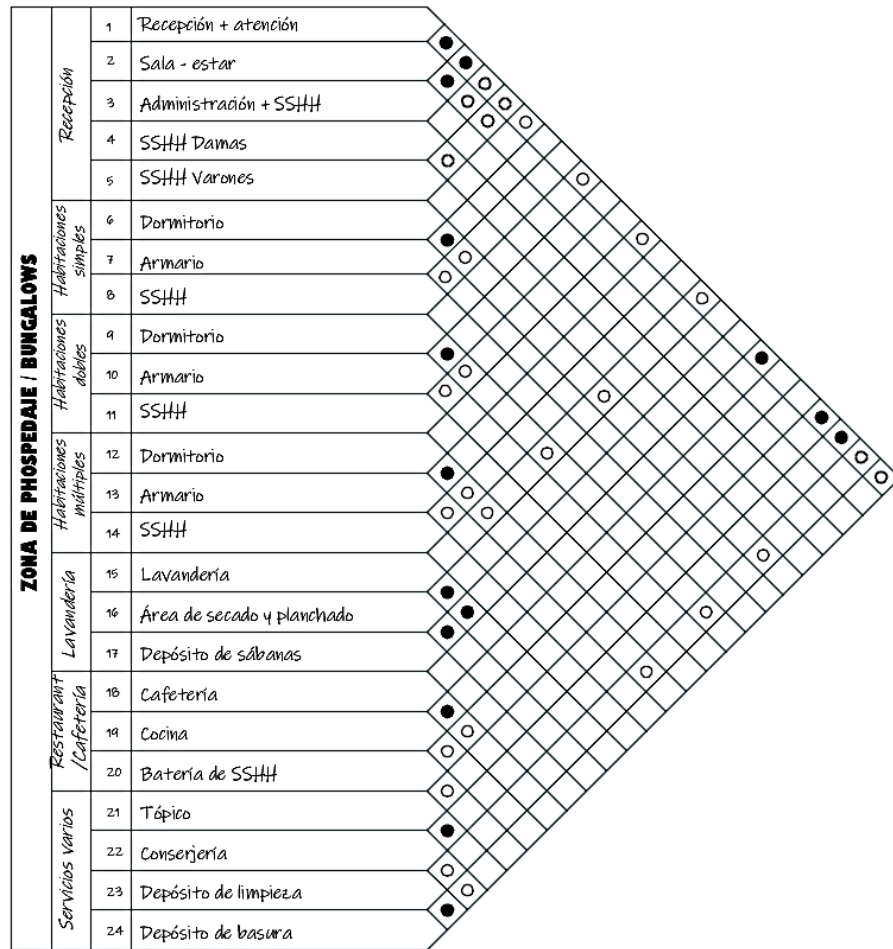 ZONA DE PHOSPEDAJE / BUNGALOWS
Recepción
1 Recepción + atención
2 Sala - estar
3 Administración + SSHH
4 SSHH Damas
5 SSHH Varones
Habitaciones
simples
6 Dormitorio
7 Armario
8 SSHH
Habitaciones
dobles
9 Dormitorio
10 Armario
11 SSHH
Habitaciones
múltiples
12 Dormitorio
13 Armario
14 SSHH
Lavandería
15 Lavandería
16 Área de secado y planchado
17 Depósito de sábanas
Restaurant
/Cafetería
18 Cafetería
19 Cocina
20 Batería de SSHH
Servicios varios
21 Tópico
22 Conserjería
23 Depósito de limpieza
24 Depósito de basura